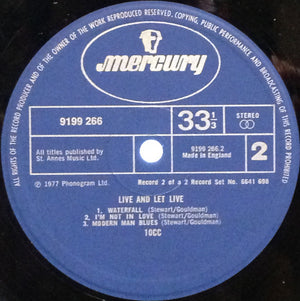 ALL RIGHTS OF THE RECORD PRODUCER AND OF THE OWNER OF THE WORK REPRODUCED RESERVED. COPYING, PUBLIC PERFORMANCE AND BROADCASTING OF THIS RECORD PROHIBITED
mercury
9199 266
33 1/3
STEREO
All titles published by
St. Annes Music Ltd.
9199 266.2
Made in England
2
℗ 1977 Phonogram Ltd.
Record 2 of a 2 Record Set No. 6641 698
LIVE AND LET LIVE
1. WATERFALL (Stewart/Gouldman)
2. I'M NOT IN LOVE (Stewart/Gouldman)
3. MODERN MAN BLUES (Stewart/Gouldman)
10CC